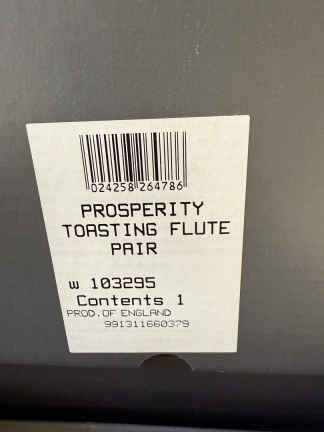 024258 264786
PROSPERITY
TOASTING FLUTE
PAIR
W 103295
Contents 1
PROD.OF ENGLAND
991311660379